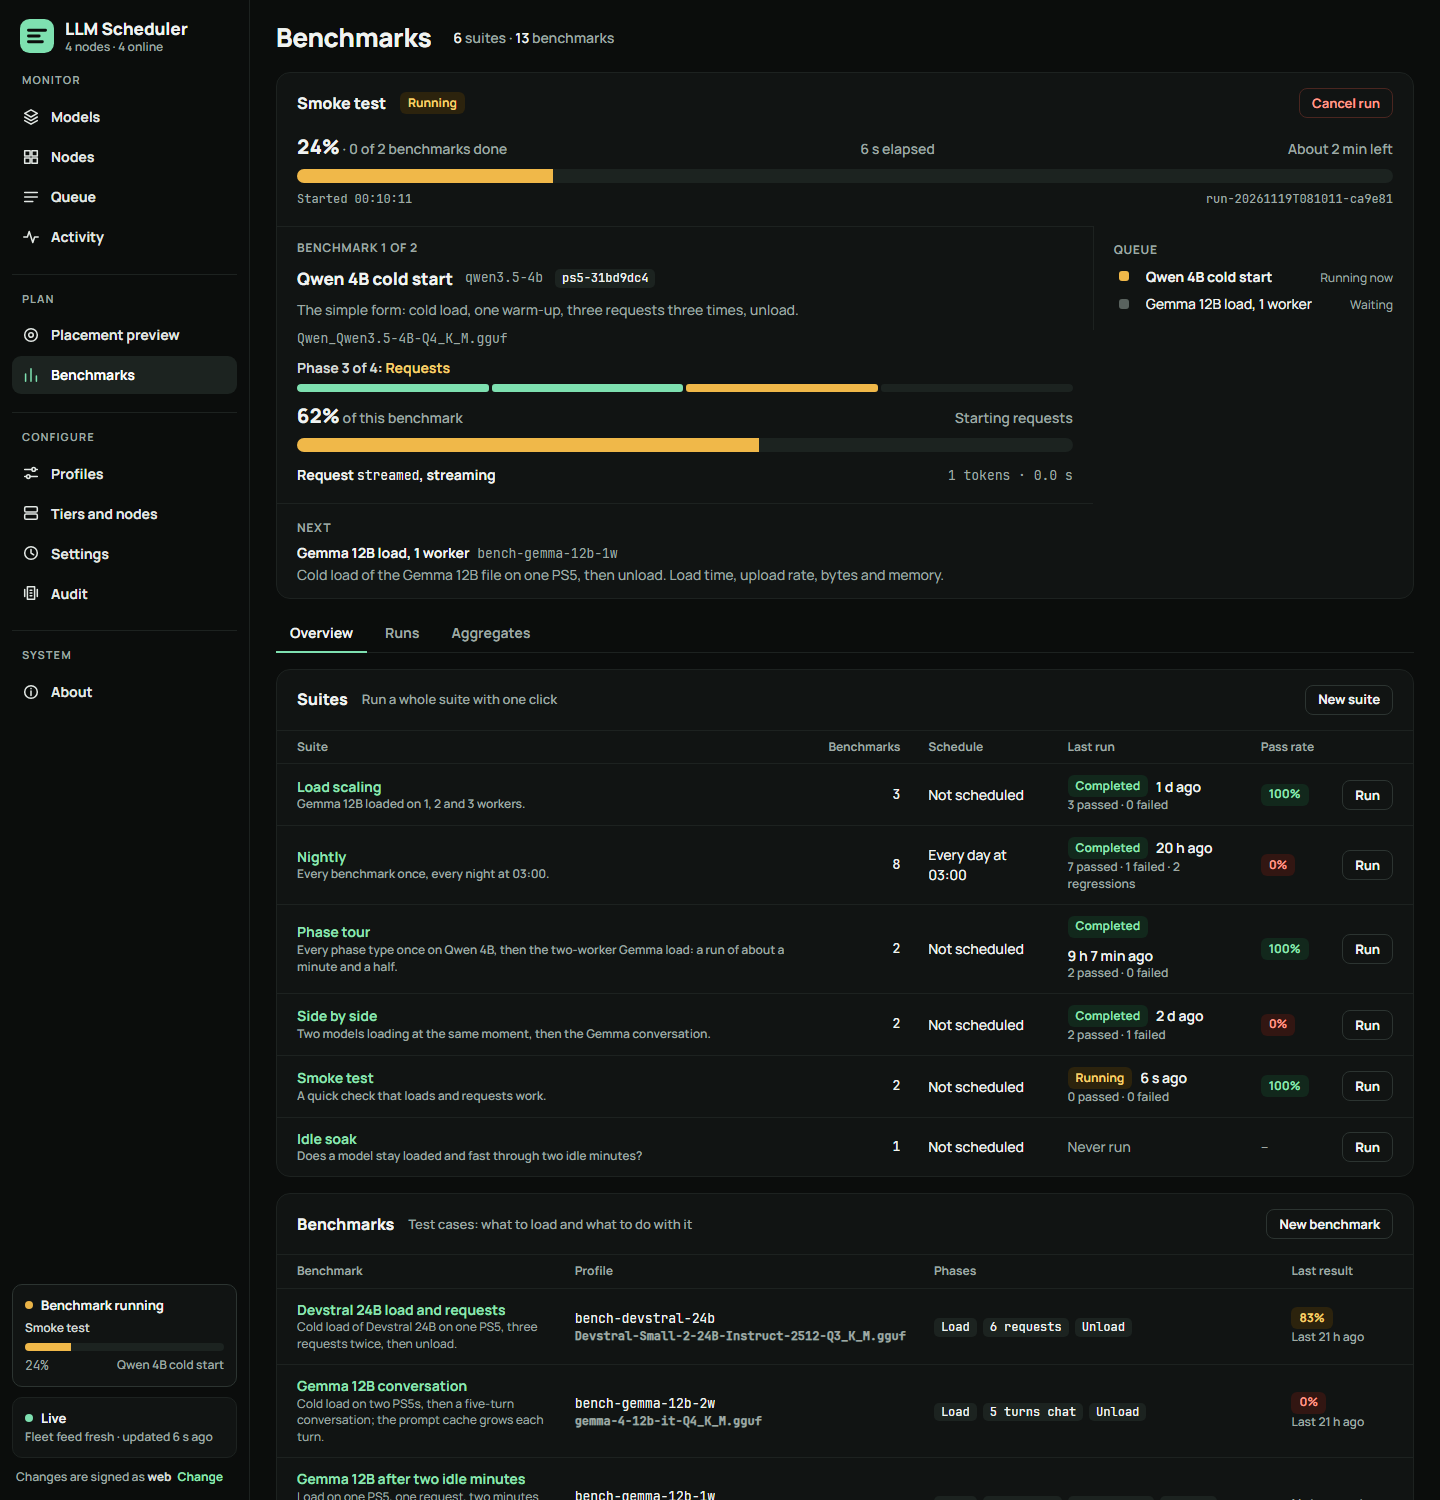 LLM Scheduler
4 nodes · 4 online
MONITOR
Models
Nodes
Queue
Activity
PLAN
Placement preview
Benchmarks
CONFIGURE
Profiles
Tiers and nodes
Settings
Audit
SYSTEM
About
Benchmark running
Smoke test
24% Qwen 4B cold start
Live
Fleet feed fresh · updated 6 s ago
Changes are signed as web Change
Benchmarks 6 suites · 13 benchmarks
Smoke test Running Cancel run
24% · 0 of 2 benchmarks done 6 s elapsed About 2 min left
Started 00:10:11 run-20261119T081011-ca9e81
BENCHMARK 1 OF 2
Qwen 4B cold start qwen3.5-4b ps5-31bd9dc4
The simple form: cold load, one warm-up, three requests three times, unload.
Qwen_Qwen3.5-4B-Q4_K_M.gguf
Phase 3 of 4: Requests
62% of this benchmark Starting requests
Request streamed, streaming 1 tokens · 0.0 s
NEXT
Gemma 12B load, 1 worker bench-gemma-12b-1w
Cold load of the Gemma 12B file on one PS5, then unload. Load time, upload rate, bytes and memory.
QUEUE
Qwen 4B cold start Running now
Gemma 12B load, 1 worker Waiting
Overview Runs Aggregates
Suites Run a whole suite with one click New suite
Suite Benchmarks Schedule Last run Pass rate
Load scaling
Gemma 12B loaded on 1, 2 and 3 workers.
3 Not scheduled
Completed 1 d ago
3 passed · 0 failed
100% Run
Nightly
Every benchmark once, every night at 03:00.
8
Every day at
03:00
Completed 20 h ago
7 passed · 1 failed · 2
regressions
0% Run
Phase tour
Every phase type once on Qwen 4B, then the two-worker Gemma load: a run of about a
minute and a half.
2 Not scheduled
Completed
9 h 7 min ago
2 passed · 0 failed
100% Run
Side by side
Two models loading at the same moment, then the Gemma conversation.
2 Not scheduled
Completed 2 d ago
2 passed · 1 failed
0% Run
Smoke test
A quick check that loads and requests work.
2 Not scheduled
Running 6 s ago
0 passed · 0 failed
100% Run
Idle soak
Does a model stay loaded and fast through two idle minutes?
1 Not scheduled
Never run
– Run
Benchmarks Test cases: what to load and what to do with it New benchmark
Benchmark Profile Phases Last result
Devstral 24B load and requests
Cold load of Devstral 24B on one PS5, three
requests twice, then unload.
bench-devstral-24b
Devstral-Small-2-24B-Instruct-2512-Q3_K_M.gguf
Load 6 requests Unload
83%
Last 21 h ago
Gemma 12B conversation
Cold load on two PS5s, then a five-turn
conversation; the prompt cache grows each
turn.
bench-gemma-12b-2w
gemma-4-12b-it-Q4_K_M.gguf
Load 5 turns chat Unload
0%
Last 21 h ago
Gemma 12B after two idle minutes
Load on one PS5, one request, two minutes
bench-gemma-12b-1w